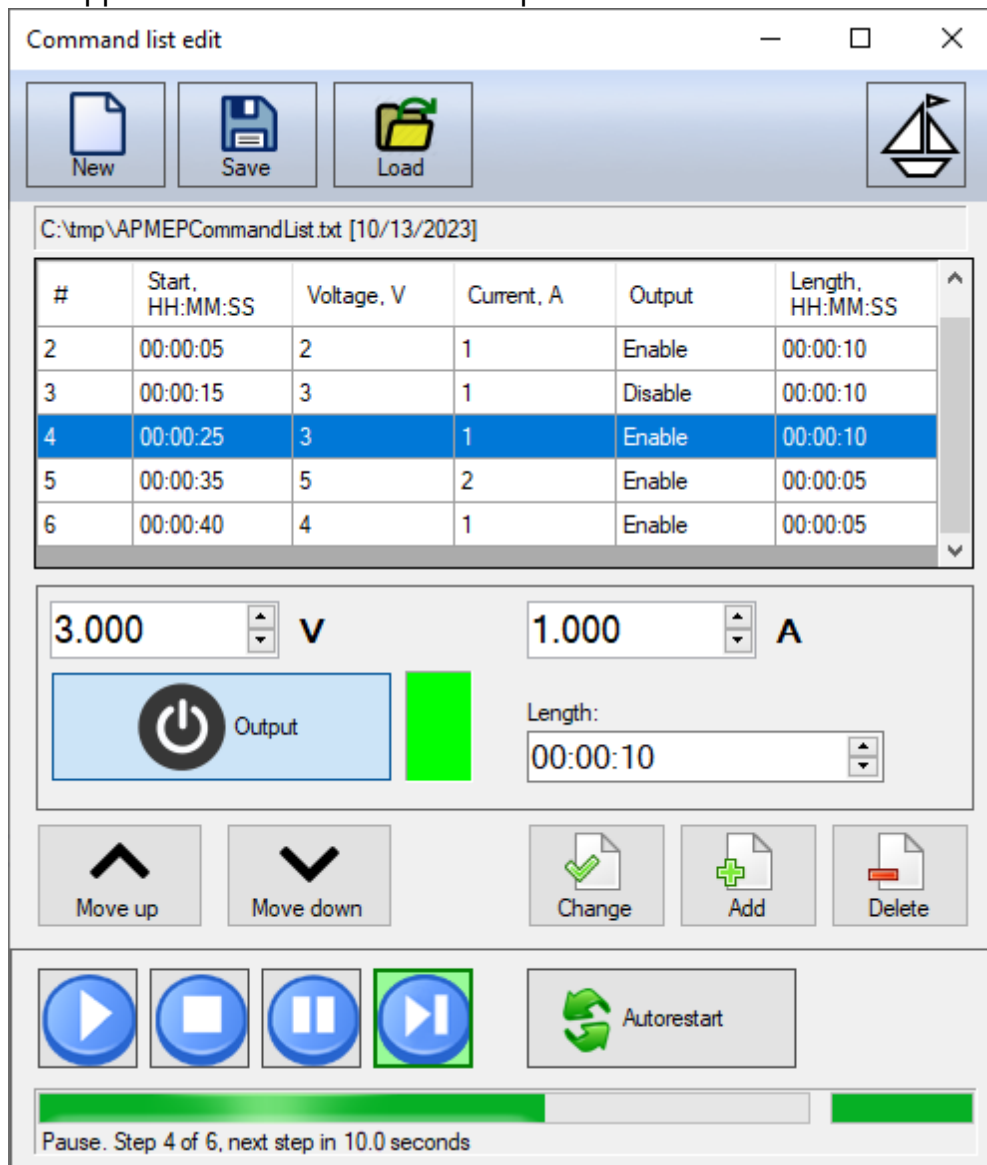 Command list edit
New Save Load
C:\tmp\APMEPCommandList.txt [10/13/2023]
# Start, HH:MM:SS Voltage, V Current, A Output Length, HH:MM:SS
2 00:00:05 2 1 Enable 00:00:10
3 00:00:15 3 1 Disable 00:00:10
4 00:00:25 3 1 Enable 00:00:10
5 00:00:35 5 2 Enable 00:00:05
6 00:00:40 4 1 Enable 00:00:05
3.000 V 1.000 A
Output
Length:
00:00:10
Move up Move down Change Add Delete
Autorestart
Pause. Step 4 of 6, next step in 10.0 seconds